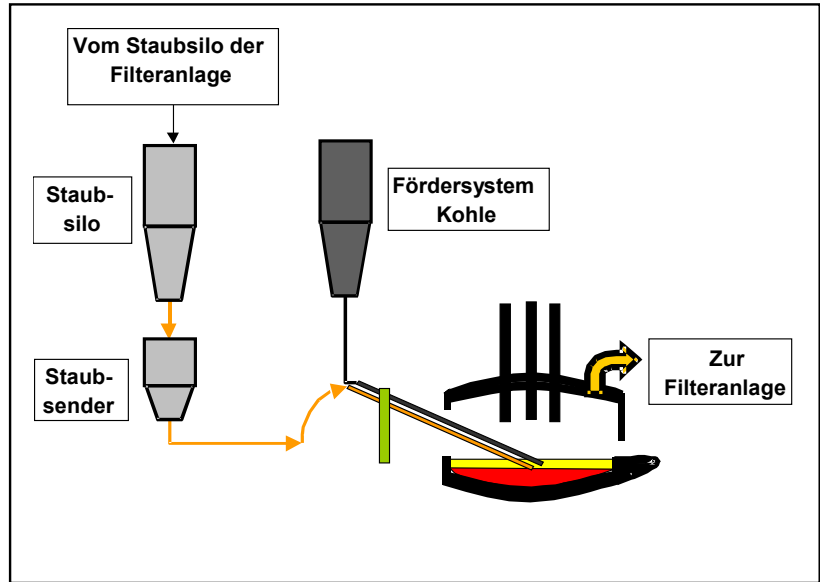 Vom Staubsilo der
Filteranlage
Staub-
silo
Fördersystem
Kohle
Staub-
sender
Zur
Filteranlage